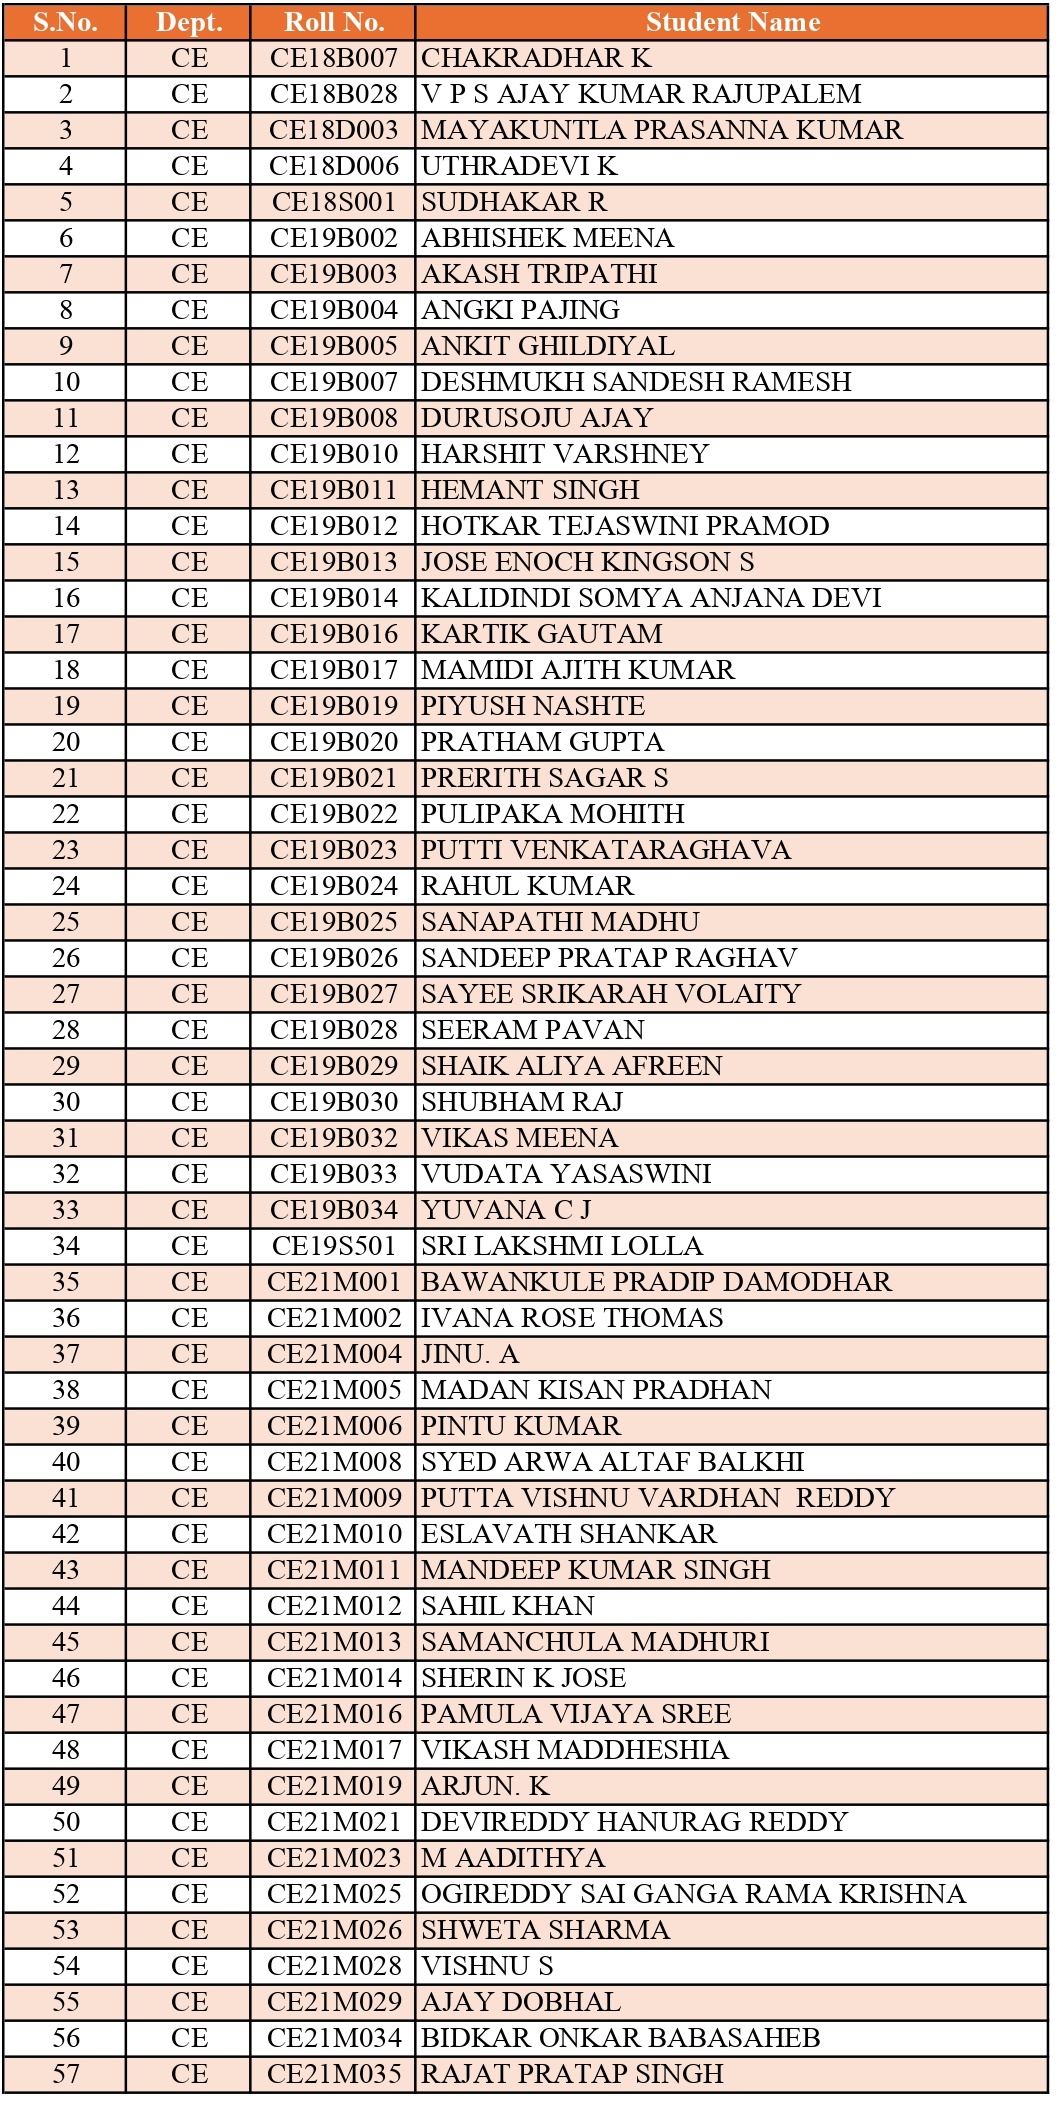 S.No. Dept. Roll No. Student Name
1 CE CE18B007 CHAKRADHAR K
2 CE CE18B028 V P S AJAY KUMAR RAJUPALEM
3 CE CE18D003 MAYAKUNTLA PRASANNA KUMAR
4 CE CE18D006 UTHRADEVI K
5 CE CE18S001 SUDHAKAR R
6 CE CE19B002 ABHISHEK MEENA
7 CE CE19B003 AKASH TRIPATHI
8 CE CE19B004 ANGKI PAJING
9 CE CE19B005 ANKIT GHILDIYAL
10 CE CE19B007 DESHMUKH SANDESH RAMESH
11 CE CE19B008 DURUSOJU AJAY
12 CE CE19B010 HARSHIT VARSHNEY
13 CE CE19B011 HEMANT SINGH
14 CE CE19B012 HOTKAR TEJASWINI PRAMOD
15 CE CE19B013 JOSE ENOCH KINGSON S
16 CE CE19B014 KALIDINDI SOMYA ANJANA DEVI
17 CE CE19B016 KARTIK GAUTAM
18 CE CE19B017 MAMIDI AJITH KUMAR
19 CE CE19B019 PIYUSH NASHTE
20 CE CE19B020 PRATHAM GUPTA
21 CE CE19B021 PRERITH SAGAR S
22 CE CE19B022 PULIPAKA MOHITH
23 CE CE19B023 PUTTI VENKATARAGHAVA
24 CE CE19B024 RAHUL KUMAR
25 CE CE19B025 SANAPATHI MADHU
26 CE CE19B026 SANDEEP PRATAP RAGHAV
27 CE CE19B027 SAYEE SRIKARAH VOLAITY
28 CE CE19B028 SEERAM PAVAN
29 CE CE19B029 SHAIK ALIYA AFREEN
30 CE CE19B030 SHUBHAM RAJ
31 CE CE19B032 VIKAS MEENA
32 CE CE19B033 VUDATA YASASWINI
33 CE CE19B034 YUVANA C J
34 CE CE19S501 SRI LAKSHMI LOLLA
35 CE CE21M001 BAWANKULE PRADIP DAMODHAR
36 CE CE21M002 IVANA ROSE THOMAS
37 CE CE21M004 JINU. A
38 CE CE21M005 MADAN KISAN PRADHAN
39 CE CE21M006 PINTU KUMAR
40 CE CE21M008 SYED ARWA ALTAF BALKHI
41 CE CE21M009 PUTTA VISHNU VARDHAN  REDDY
42 CE CE21M010 ESLAVATH SHANKAR
43 CE CE21M011 MANDEEP KUMAR SINGH
44 CE CE21M012 SAHIL KHAN
45 CE CE21M013 SAMANCHULA MADHURI
46 CE CE21M014 SHERIN K JOSE
47 CE CE21M016 PAMULA VIJAYA SREE
48 CE CE21M017 VIKASH MADDHESHIA
49 CE CE21M019 ARJUN. K
50 CE CE21M021 DEVIREDDY HANURAG REDDY
51 CE CE21M023 M AADITHYA
52 CE CE21M025 OGIREDDY SAI GANGA RAMA KRISHNA
53 CE CE21M026 SHWETA SHARMA
54 CE CE21M028 VISHNU S
55 CE CE21M029 AJAY DOBHAL
56 CE CE21M034 BIDKAR ONKAR BABASAHEB
57 CE CE21M035 RAJAT PRATAP SINGH